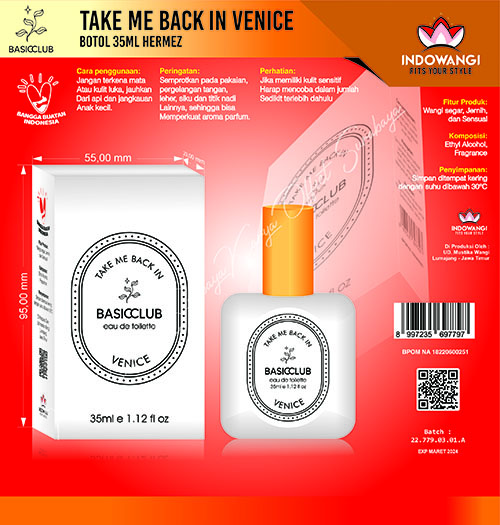 TAKE ME BACK IN VENICE
BOTOL 35ML HERMEZ
BASICCLUB
INDOWANGI
FITS YOUR STYLE
BANGGA BUATAN
INDONESIA
Cara penggunaan:
Jangan terkena mata
Atau kulit luka, jauhkan
Dari api dan jangkauan
Anak kecil.
Peringatan:
Semprotkan pada pakaian,
pergelangan tangan,
leher, siku dan titik nadi
Lainnya, sehingga bisa
Memperkuat aroma parfum.
Perhatian:
Jika memiliki kulit sensitif
Harap mencoba dalam jumlah
Sedikit terlebih dahulu
Fitur Produk:
Wangi segar, Jernih,
dan Sensual
Komposisi:
Ethyl Alcohol,
Fragrance
Penyimpanan:
Simpan ditempat kering
dengan suhu dibawah 30°C
INDOWANGI
FITS YOUR STYLE
Di Produksi Oleh :
UD. Mustika Wangi
Lumajang - Jawa Timur
8 997235 697797
BPOM NA 18220600251
Batch :
22.779.03.01.A
EXP MARET 2024
55,00 mm
95,00 mm
TAKE ME BACK IN
BASICCLUB
eau de toilette
VENICE
35ml e 1.12 fl oz
TAKE ME BACK IN
BASICCLUB
eau de toilette
35ml e 1.12 fl oz
VENICE